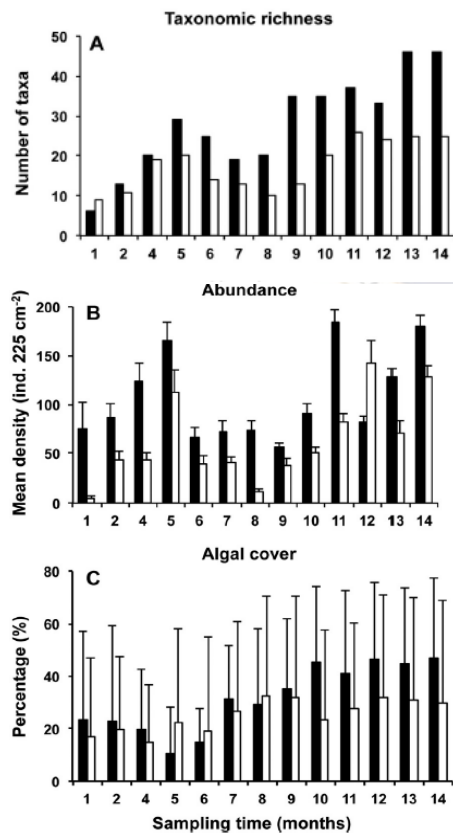 Taxonomic richness
A
Number of taxa
50
40
30
20
10
0
1 2 4 5 6 7 8 9 10 11 12 13 14
Abundance
B
Mean density (ind. 225 cm⁻²)
200
150
100
50
0
1 2 4 5 6 7 8 9 10 11 12 13 14
Algal cover
C
Percentage (%)
80
60
40
20
0
1 2 4 5 6 7 8 9 10 11 12 13 14
Sampling time (months)